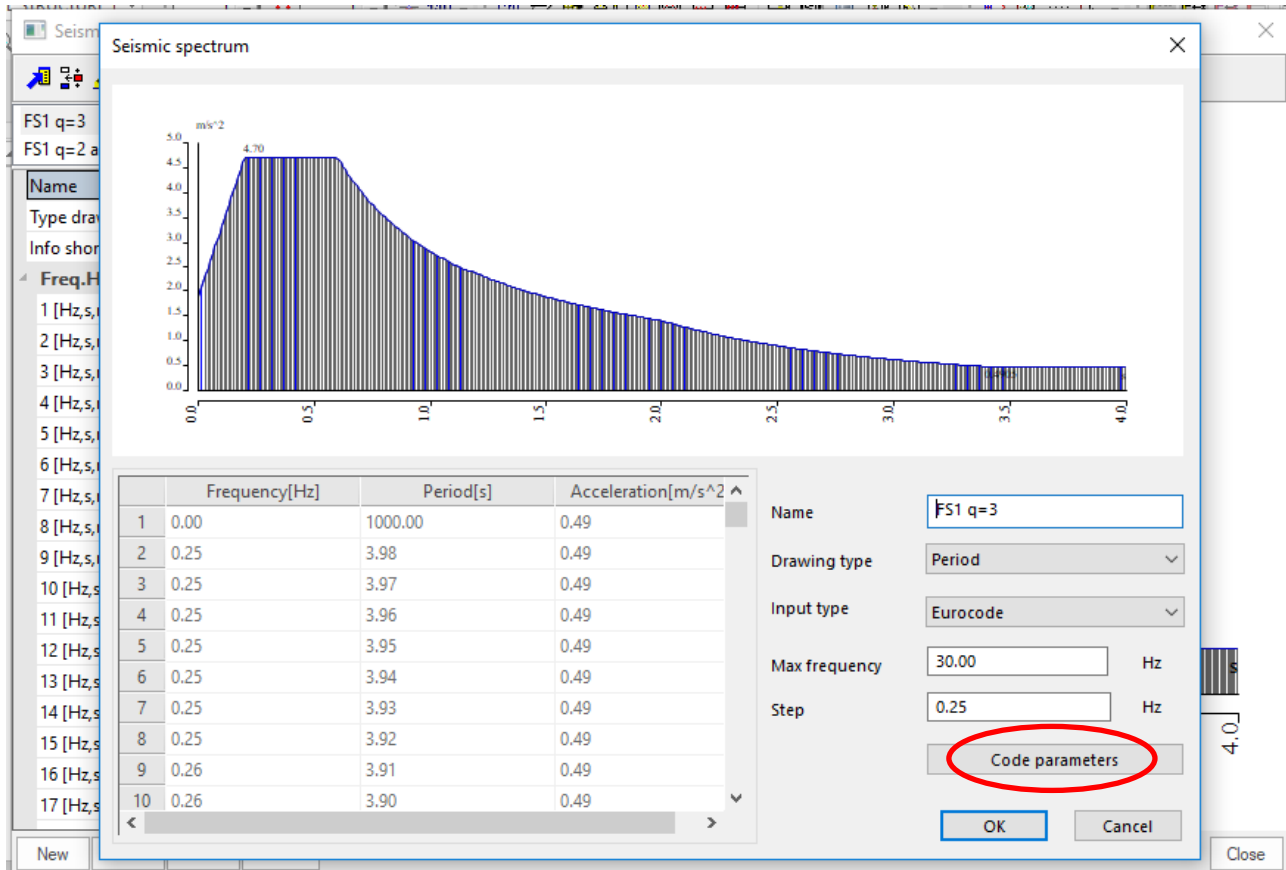 Seism
Seismic spectrum
FS1 q=3
FS1 q=2 a
Name
Type dra
Info shor
Freq.H
1 [Hz,s,
2 [Hz,s,
3 [Hz,s,
4 [Hz,s,
5 [Hz,s,
6 [Hz,s,
7 [Hz,s,
8 [Hz,s,
9 [Hz,s,
10 [Hz,s
11 [Hz,s
12 [Hz,s
13 [Hz,s
14 [Hz,s
15 [Hz,s
16 [Hz,s
17 [Hz,s
m/s^2
5.0
4.70
4.5
4.0
3.5
3.0
2.5
2.0
1.5
1.0
0.5
0.0
0.4905
0.0 0.5 1.0 1.5 2.0 2.5 3.0 3.5 4.0
Frequency[Hz] Period[s] Acceleration[m/s^2
1 0.00 1000.00 0.49
2 0.25 3.98 0.49
3 0.25 3.97 0.49
4 0.25 3.96 0.49
5 0.25 3.95 0.49
6 0.25 3.94 0.49
7 0.25 3.93 0.49
8 0.25 3.92 0.49
9 0.26 3.91 0.49
10 0.26 3.90 0.49
Name FS1 q=3
Drawing type Period
Input type Eurocode
Max frequency 30.00 Hz
Step 0.25 Hz
Code parameters
OK Cancel
s
4.0
New
Close